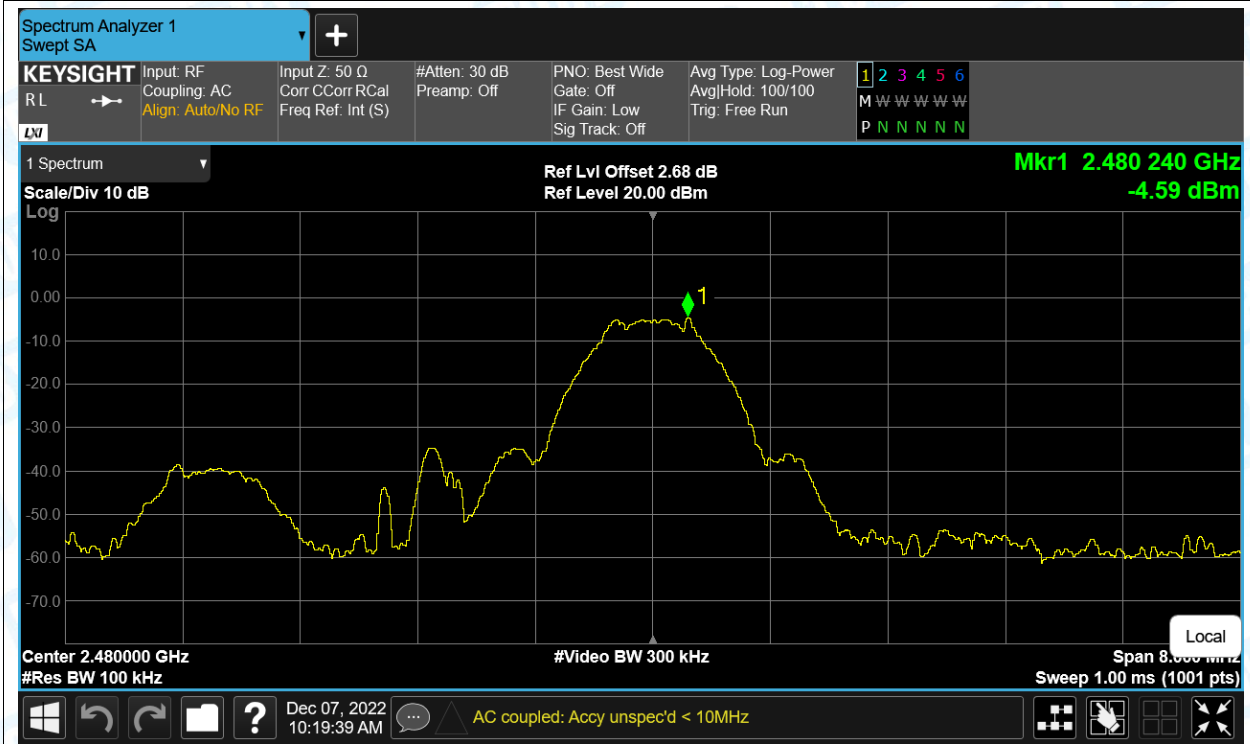 Spectrum Analyzer 1
Swept SA
KEYSIGHT
R L
LXI
Input: RF
Coupling: AC
Align: Auto/No RF
Input Z: 50 Ω
Corr CCorr RCal
Freq Ref: Int (S)
#Atten: 30 dB
Preamp: Off
PNO: Best Wide
Gate: Off
IF Gain: Low
Sig Track: Off
Avg Type: Log-Power
Avg|Hold: 100/100
Trig: Free Run
1 2 3 4 5 6
M W W W W W
P N N N N N
1 Spectrum
Scale/Div 10 dB
Log
Ref Lvl Offset 2.68 dB
Ref Level 20.00 dBm
Mkr1 2.480 240 GHz
-4.59 dBm
10.0
0.00
1
-10.0
-20.0
-30.0
-40.0
-50.0
-60.0
-70.0
Local
Center 2.480000 GHz
#Video BW 300 kHz
Span 8.000 MHz
#Res BW 100 kHz
Sweep 1.00 ms (1001 pts)
?
Dec 07, 2022
10:19:39 AM
AC coupled: Accy unspec'd < 10MHz